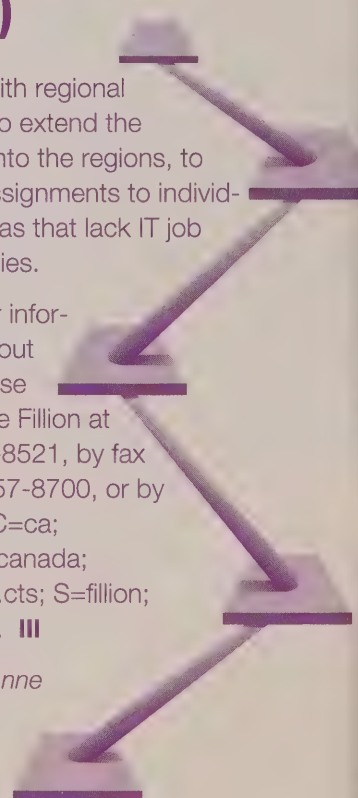 )
ith regional
o extend the
nto the regions, to
ssignments to individ-
as that lack IT job
ies.
r infor-
out
se
e Fillion at
-8521, by fax
57-8700, or by
C=ca;
canada;
.cts; S=fillion;
.
nne